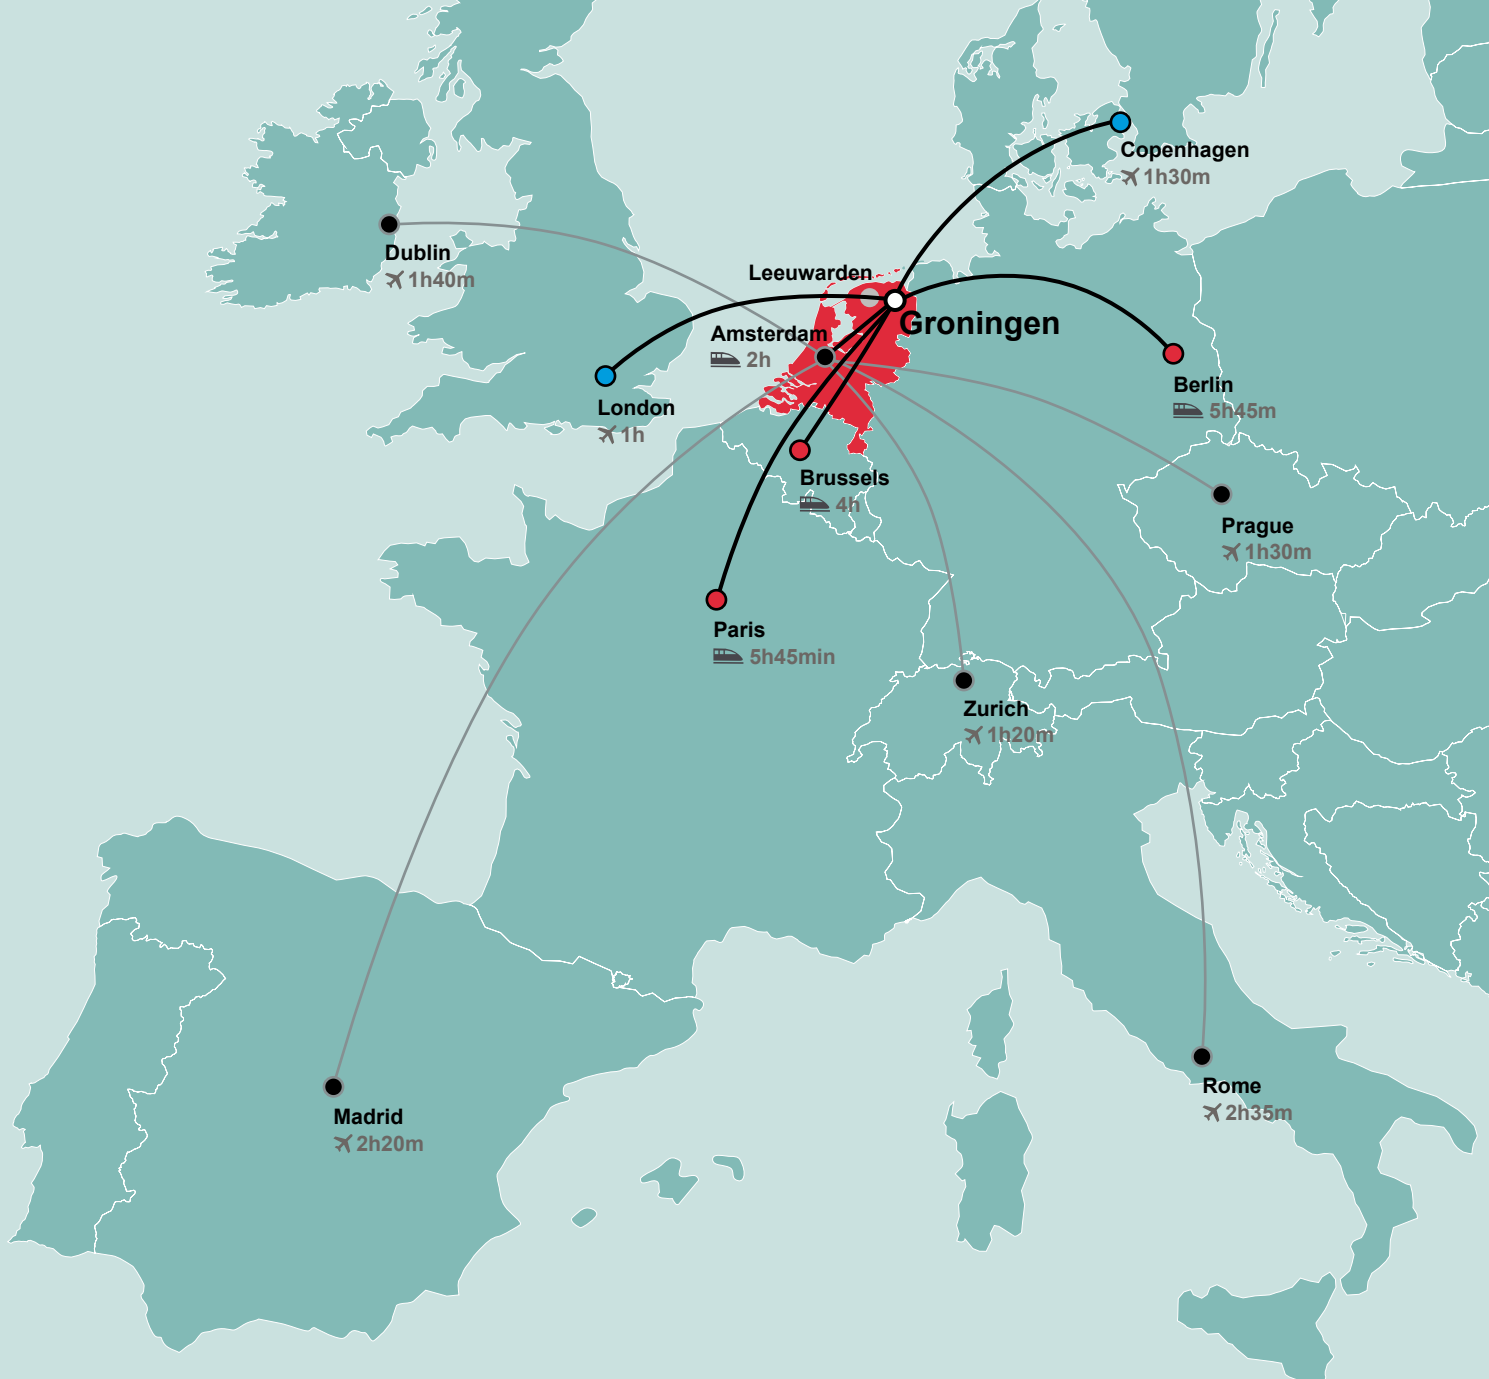 Copenhagen
1h30m
Dublin
1h40m
Leeuwarden
Groningen
Amsterdam
2h
Berlin
5h45m
London
1h
Brussels
4h
Prague
1h30m
Paris
5h45min
Zurich
1h20m
Rome
2h35m
Madrid
2h20m